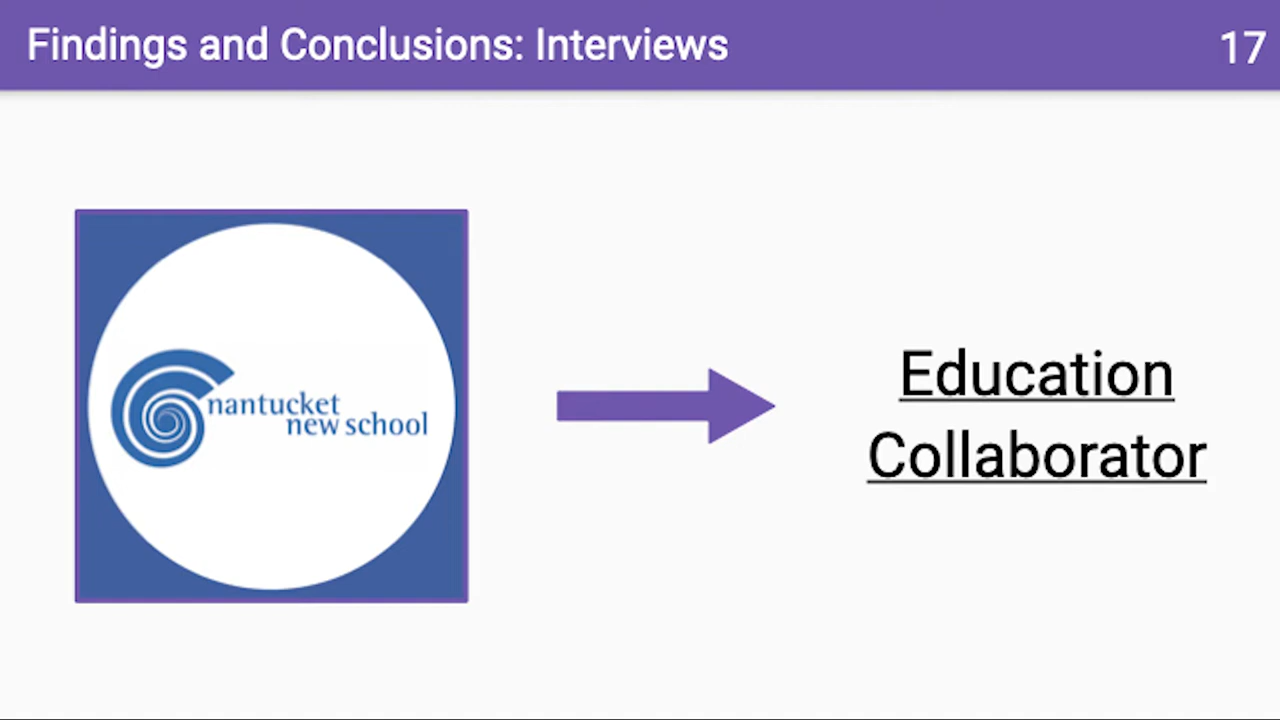 Findings and Conclusions: Interviews
17
nantucket
new school
Education
Collaborator